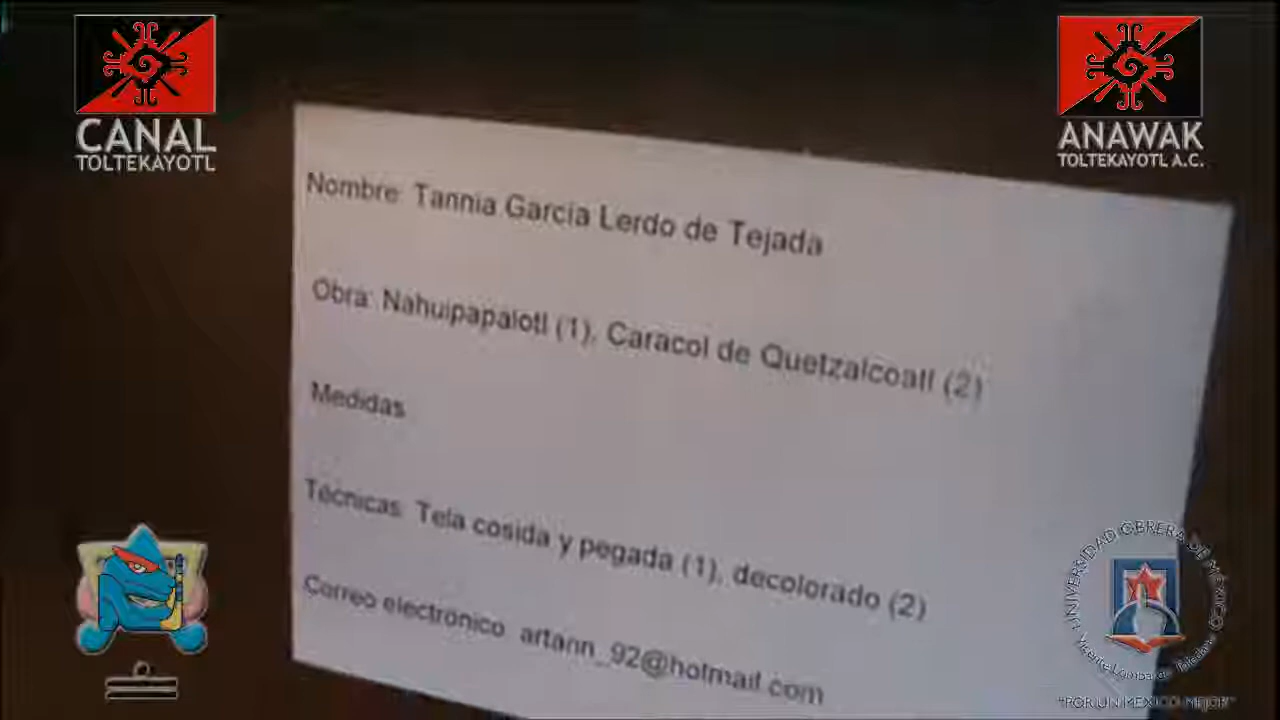 CANAL
TOLTEKAYOTL
ANAWAK
TOLTEKAYOTL A.C.
Nombre: Tannia García Lerdo de Tejada
Obra: Nahuipapalotl (1), Caracol de Quetzalcoatl (2)
Medidas:
Técnicas: Tela cosida y pegada (1), decolorado (2)
Correo electrónico: artann_92@hotmail.com
UNIVERSIDAD OBRERA DE MÉXICO
Vicente Lombardo Toledano
"POR UN MEXICO MEJOR"